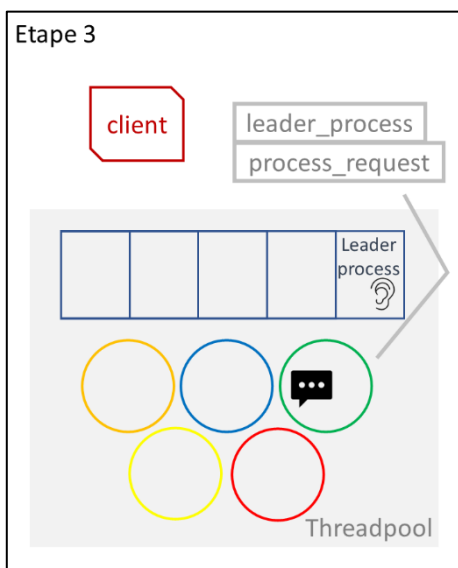 Etape 3
client
leader_process
process_request
Leader
process
Threadpool